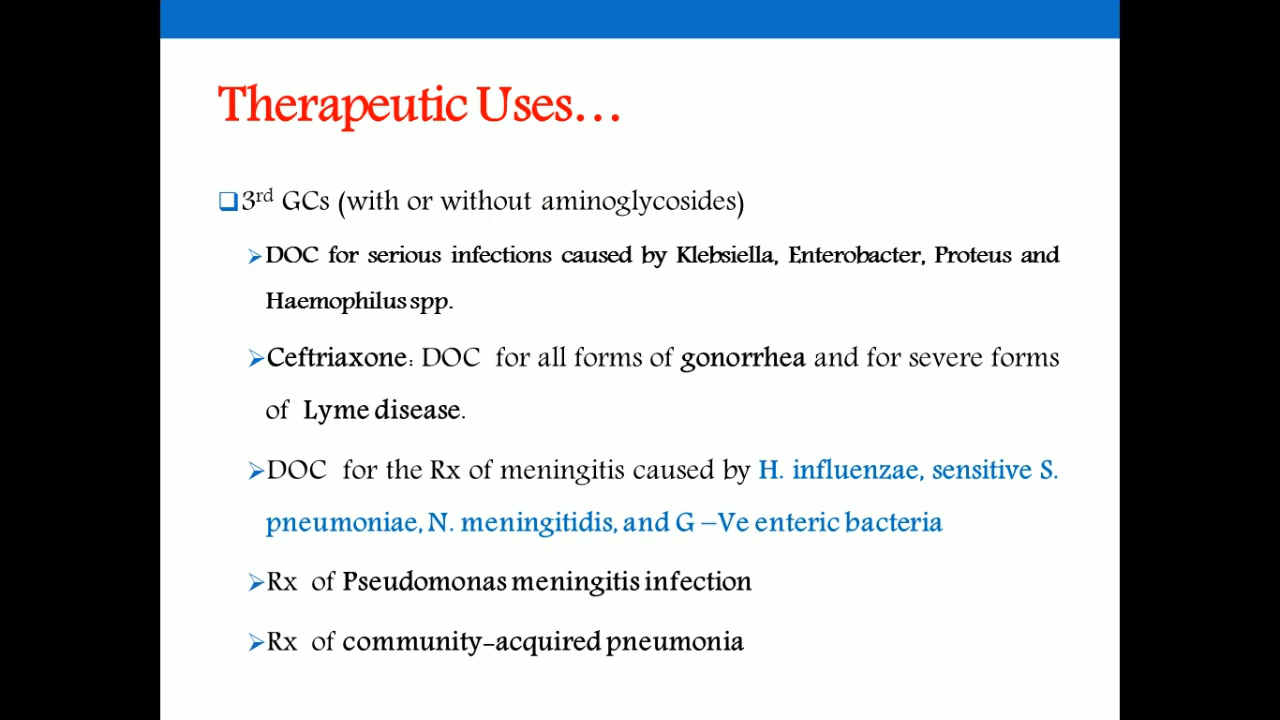 Therapeutic Uses...
3rd GCs (with or without aminoglycosides)
DOC for serious infections caused by Klebsiella, Enterobacter, Proteus and
Haemophilus spp.
Ceftriaxone: DOC for all forms of gonorrhea and for severe forms
of Lyme disease.
DOC for the Rx of meningitis caused by H. influenzae, sensitive S.
pneumoniae, N. meningitidis, and G –Ve enteric bacteria
Rx of Pseudomonas meningitis infection
Rx of community-acquired pneumonia